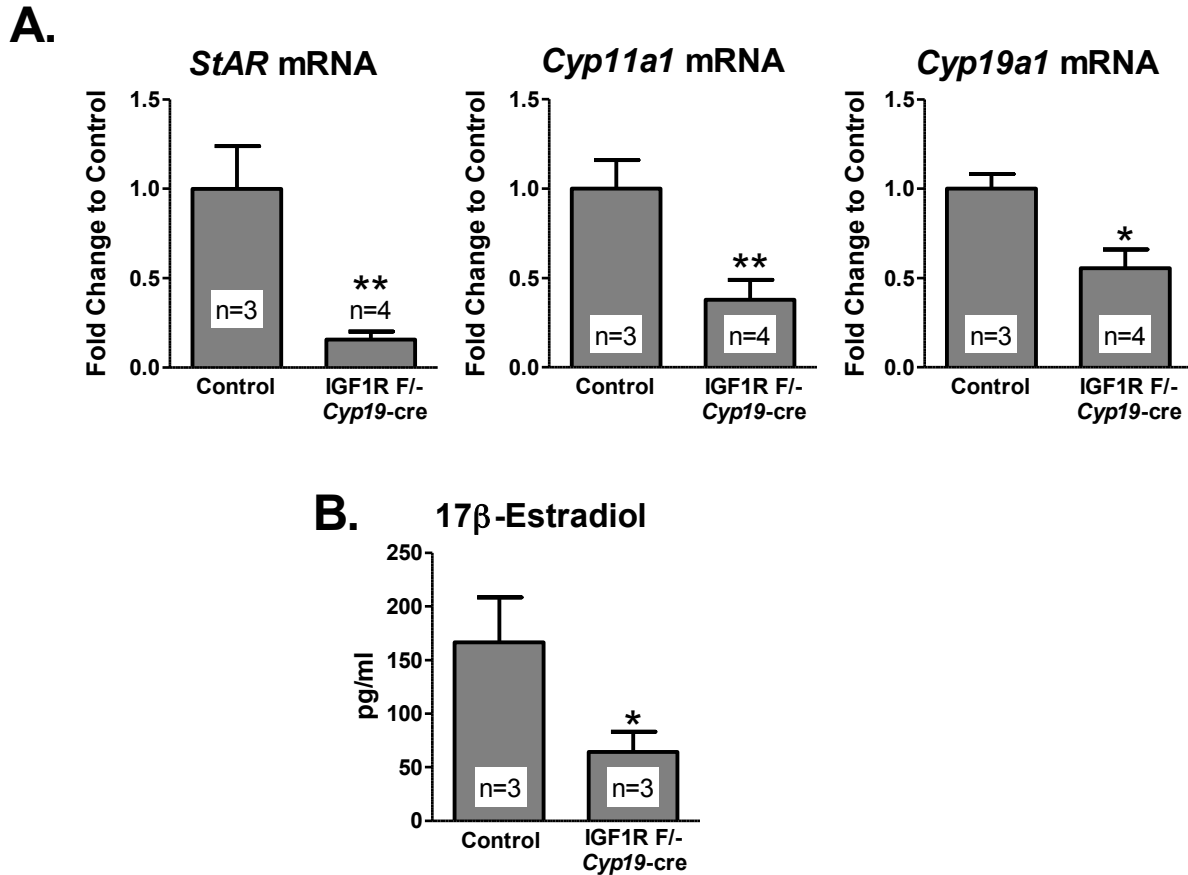 A.
StAR mRNA
Fold Change to Control
1.5
1.0
0.5
0.0
n=3
**
n=4
Control
IGF1R F/-
Cyp19-cre
Cyp11a1 mRNA
Fold Change to Control
1.5
1.0
0.5
0.0
n=3
**
n=4
Control
IGF1R F/-
Cyp19-cre
Cyp19a1 mRNA
Fold Change to Control
1.5
1.0
0.5
0.0
n=3
*
n=4
Control
IGF1R F/-
Cyp19-cre
B.
17β-Estradiol
pg/ml
250
200
150
100
50
0
n=3
*
n=3
Control
IGF1R F/-
Cyp19-cre